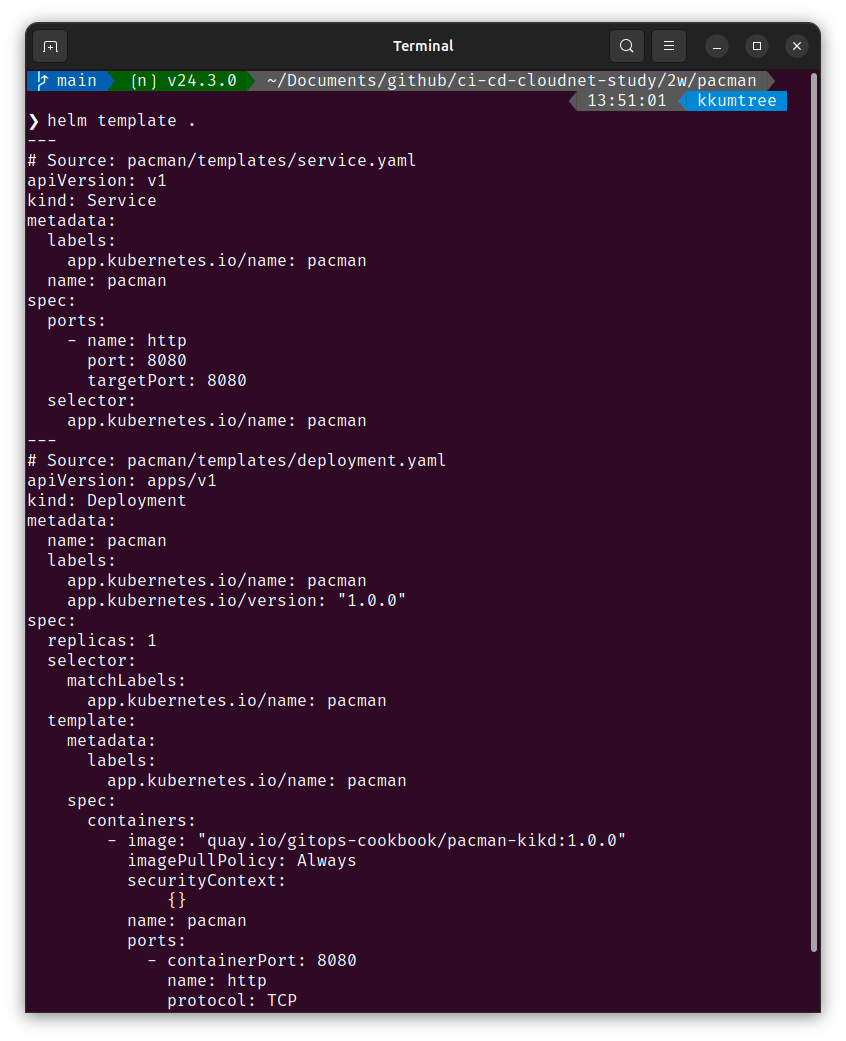 Terminal
main (n) v24.3.0 ~/Documents/github/ci-cd-cloudnet-study/2w/pacman
13:51:01 kkumtree
❯ helm template .
---
# Source: pacman/templates/service.yaml
apiVersion: v1
kind: Service
metadata:
  labels:
    app.kubernetes.io/name: pacman
  name: pacman
spec:
  ports:
    - name: http
      port: 8080
      targetPort: 8080
  selector:
    app.kubernetes.io/name: pacman
---
# Source: pacman/templates/deployment.yaml
apiVersion: apps/v1
kind: Deployment
metadata:
  name: pacman
  labels:
    app.kubernetes.io/name: pacman
    app.kubernetes.io/version: "1.0.0"
spec:
  replicas: 1
  selector:
    matchLabels:
      app.kubernetes.io/name: pacman
  template:
    metadata:
      labels:
        app.kubernetes.io/name: pacman
    spec:
      containers:
        - image: "quay.io/gitops-cookbook/pacman-kikd:1.0.0"
          imagePullPolicy: Always
          securityContext:
              {}
          name: pacman
          ports:
            - containerPort: 8080
              name: http
              protocol: TCP